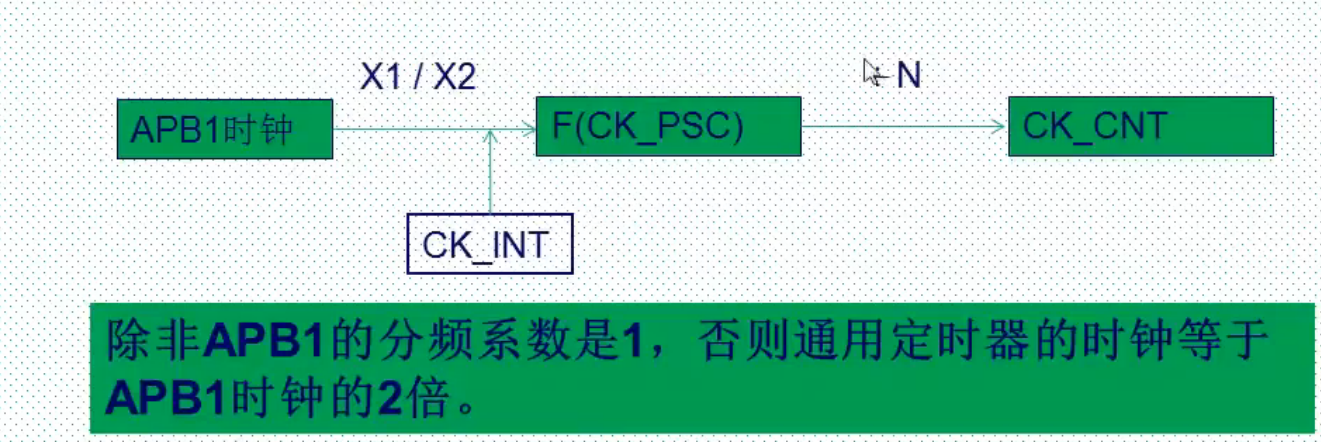 X1 / X2
÷N
APB1时钟
F(CK_PSC)
CK_CNT
CK_INT
除非APB1的分频系数是1，否则通用定时器的时钟等于
APB1时钟的2倍。